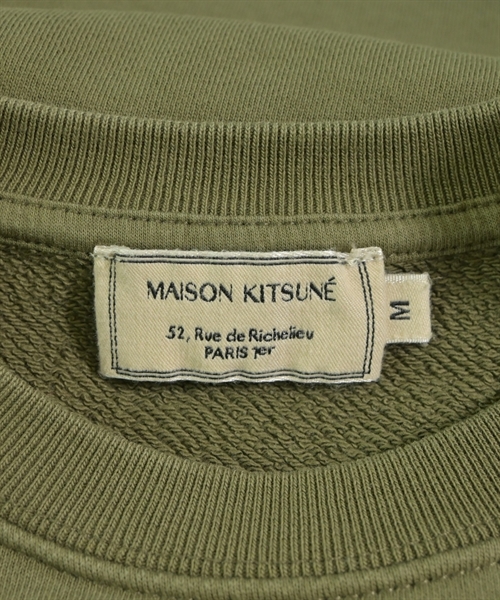 MAISON KITSUNÉ
52, Rue de Richelieu
PARIS 1er
M